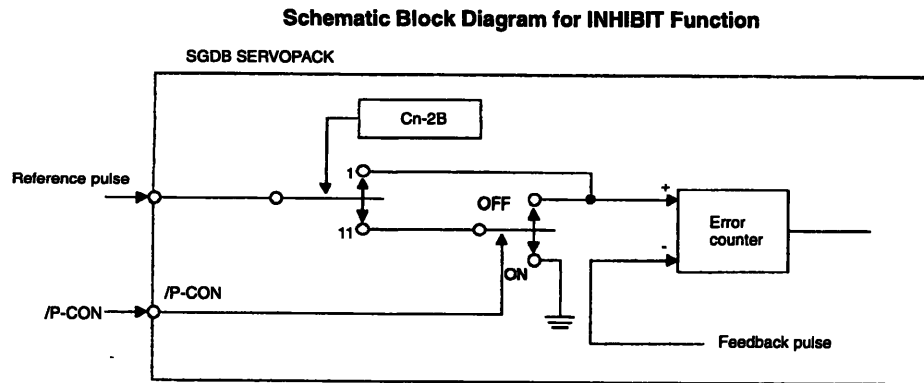 Schematic Block Diagram for INHIBIT Function
SGDB SERVOPACK
Cn-2B
Reference pulse
1
OFF
+
Error
counter
11
-
ON
/P-CON
/P-CON
Feedback pulse